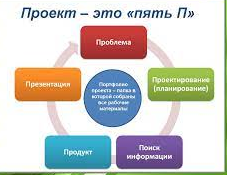 Проект – это «пять П»
Проблема
Презентация
Проектирование
(планирование)
Портфолио
проекта – папка в
которой собраны
все рабочие
материалы
Продукт
Поиск
информации